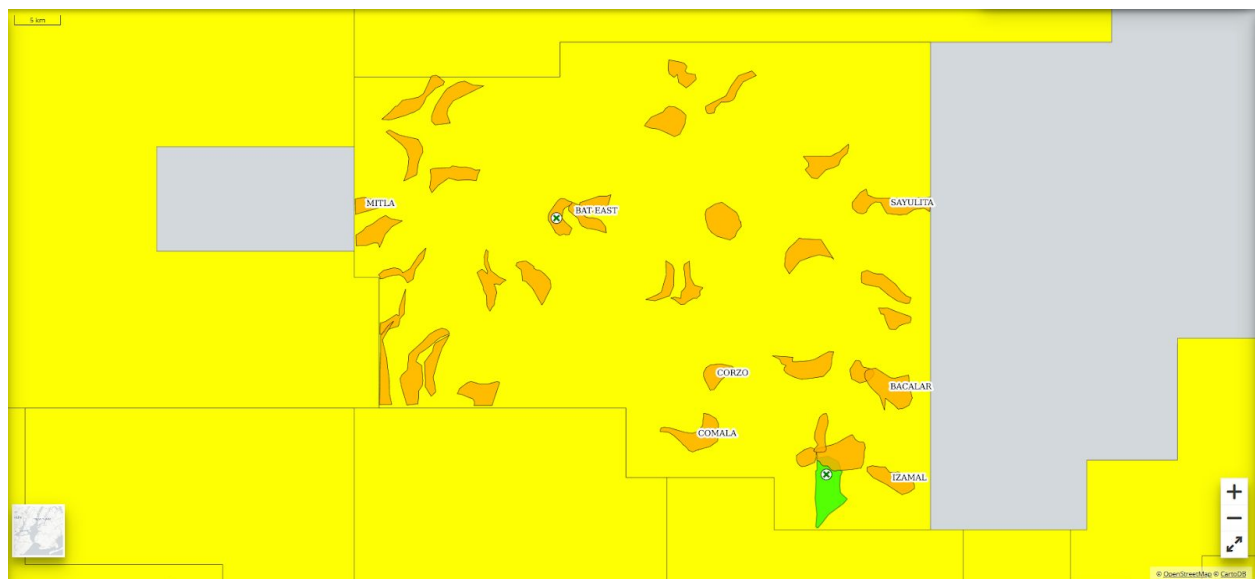 5 km
MITLA
BAT-EAST
SAYULITA
CORZO
BACALAR
COMALA
IZAMAL
+
−
© OpenStreetMap © CartoDB